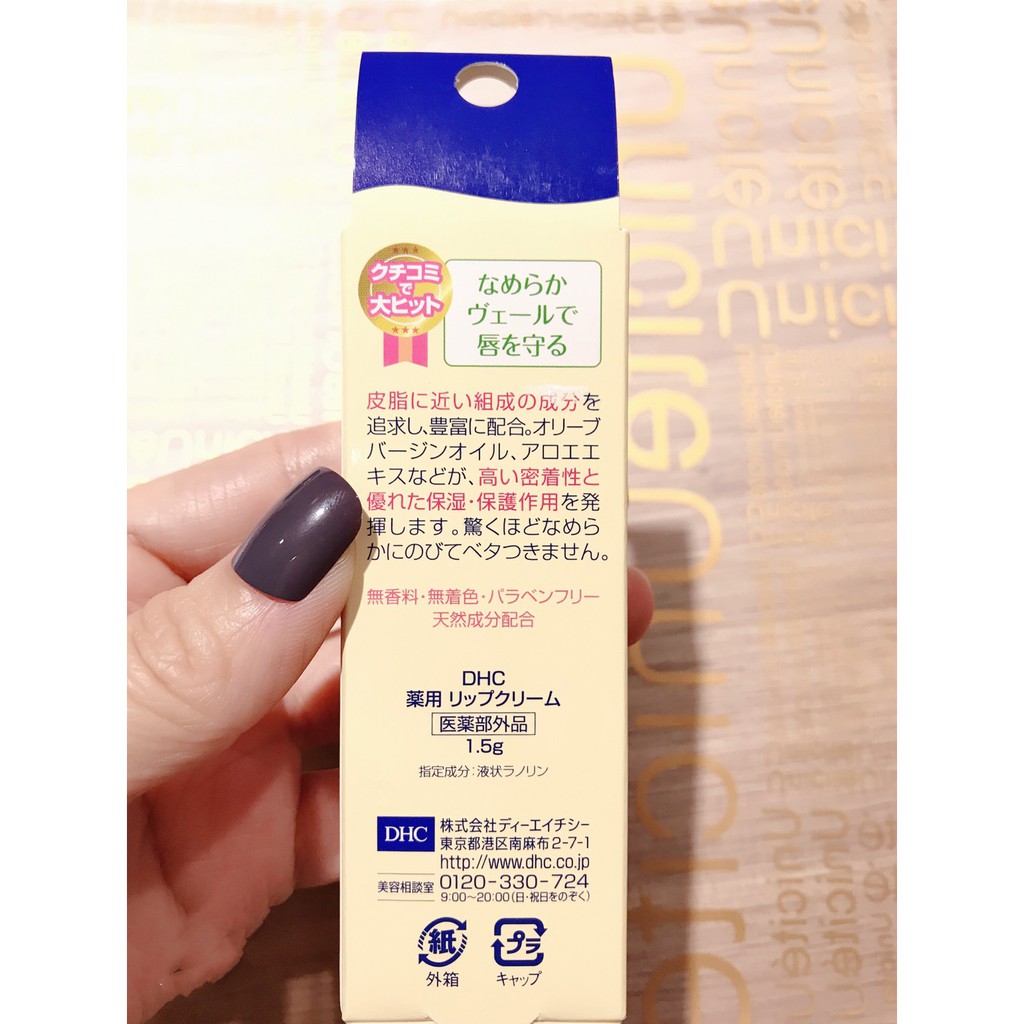 クチコミ
で
大ヒット
なめらか
ヴェールで
唇を守る
皮脂に近い組成の成分を
追求し、豊富に配合。オリーブ
バージンオイル、アロエエ
キスなどが、高い密着性と
優れた保湿・保護作用を発
揮します。驚くほどなめら
かにのびてベタつきません。
無香料・無着色・パラベンフリー
天然成分配合
DHC
薬用 リップクリーム
医薬部外品
1.5g
指定成分:液状ラノリン
DHC
株式会社ディーエイチシー
東京都港区南麻布2-7-1
http://www.dhc.co.jp
美容相談室
0120-330-724
9:00〜20:00(日・祝日をのぞく)
紙
外箱
プラ
キャップ